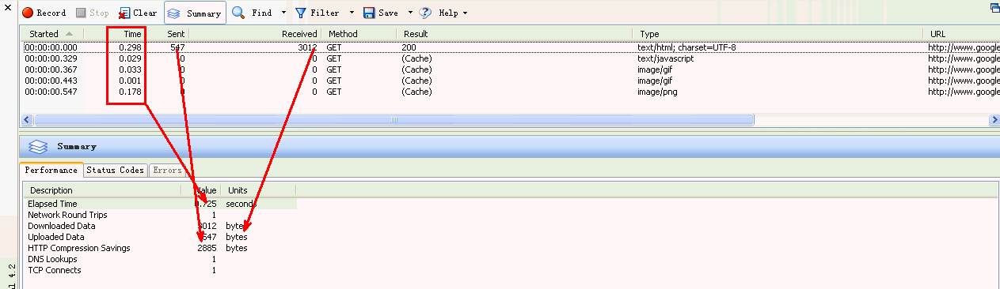 Record Stop Clear Summary Find Filter Save Help
Started Time Sent Received Method Result Type URL
00:00:00.000 0.298 547 3012 GET 200 text/html; charset=UTF-8 http://www.google
00:00:00.329 0.029 0 0 GET (Cache) text/javascript http://www.google
00:00:00.367 0.033 0 0 GET (Cache) image/gif http://www.google
00:00:00.443 0.001 0 0 GET (Cache) image/gif http://www.google
00:00:00.547 0.178 0 0 GET (Cache) image/png http://www.google
Summary
Performance Status Codes Errors
Description Value Units
Elapsed Time 0.725 seconds
Network Round Trips 1
Downloaded Data 3012 bytes
Uploaded Data 547 bytes
HTTP Compression Savings 2885 bytes
DNS Lookups 1
TCP Connects 1
4.2